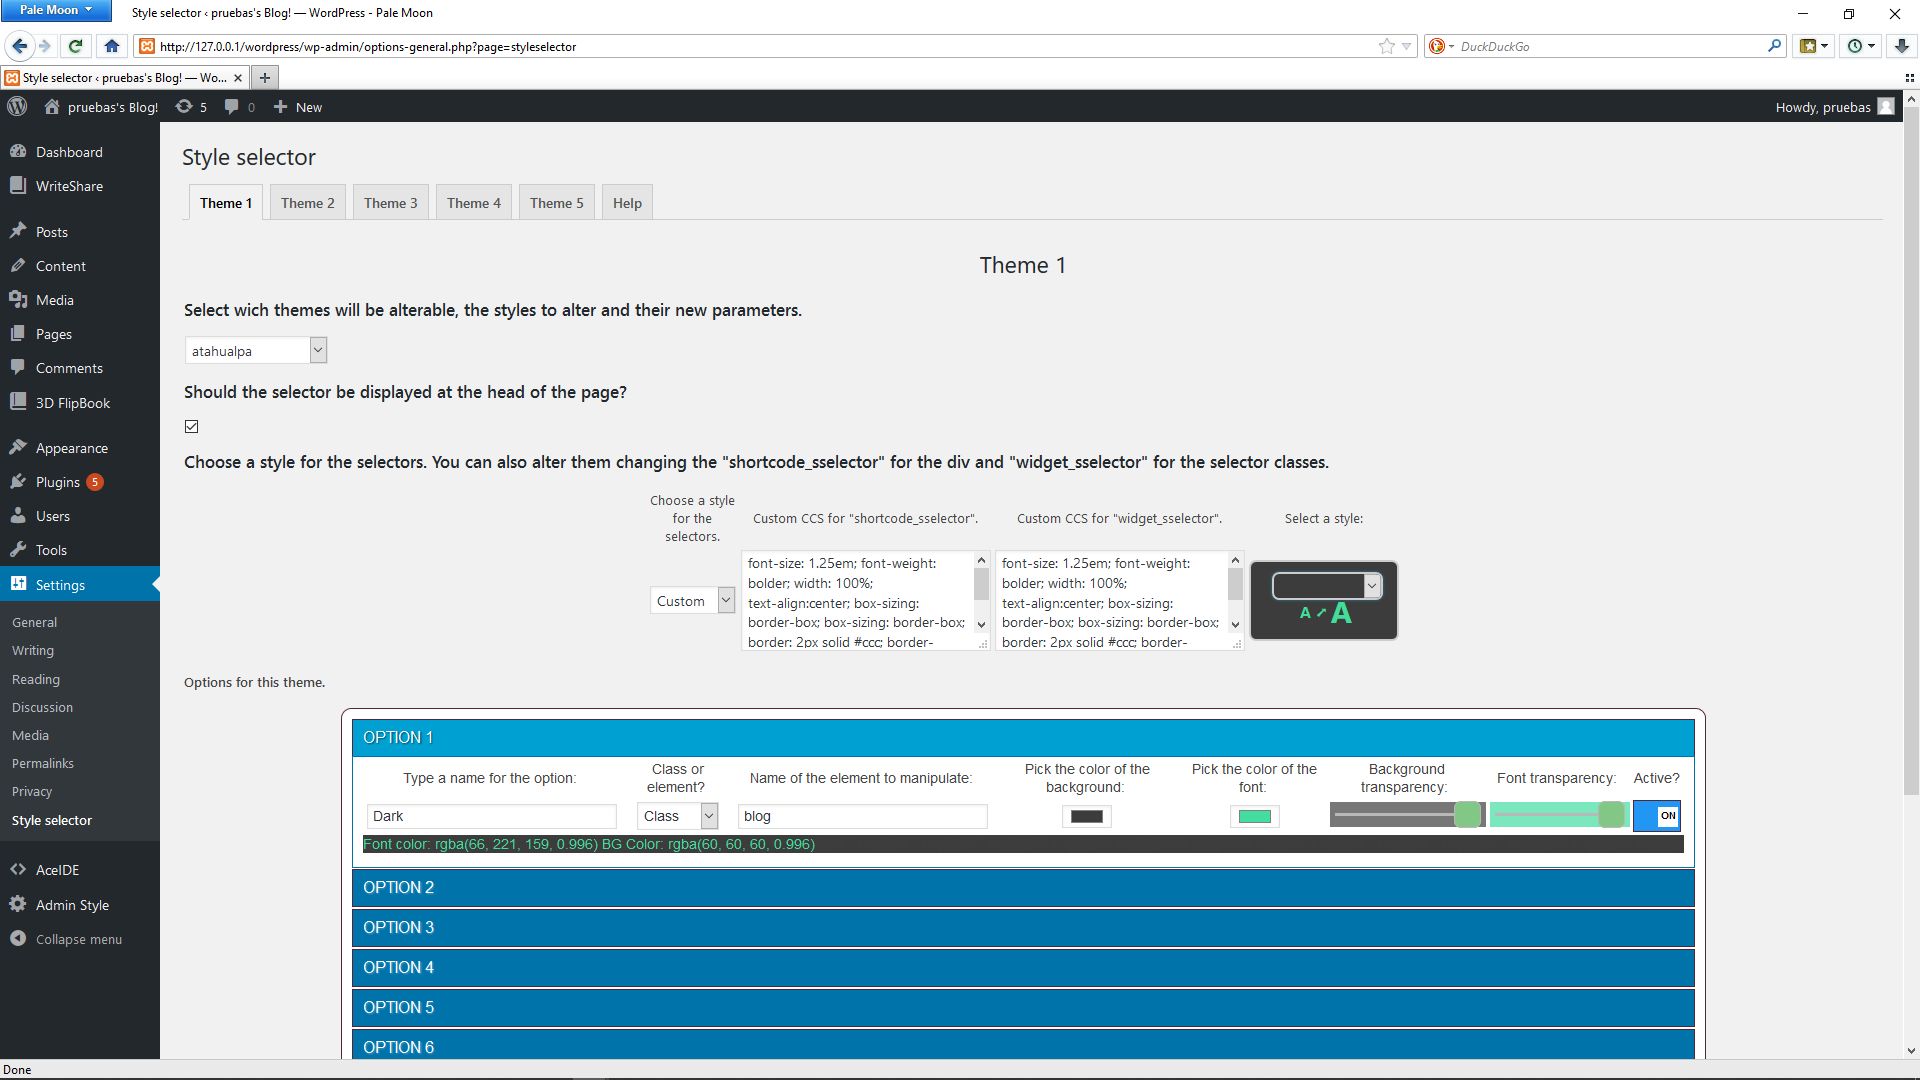 Pale Moon
Style selector ‹ pruebas's Blog! — WordPress - Pale Moon
http://127.0.0.1/wordpress/wp-admin/options-general.php?page=styleselector
DuckDuckGo
Style selector ‹ pruebas's Blog! — Wo...
pruebas's Blog! 5 0 New
Howdy, pruebas
Dashboard
WriteShare
Posts
Content
Media
Pages
Comments
3D FlipBook
Appearance
Plugins 5
Users
Tools
Settings
General
Writing
Reading
Discussion
Media
Permalinks
Privacy
Style selector
AceIDE
Admin Style
Collapse menu
Style selector
Theme 1 Theme 2 Theme 3 Theme 4 Theme 5 Help
Theme 1
Select wich themes will be alterable, the styles to alter and their new parameters.
atahualpa
Should the selector be displayed at the head of the page?
Choose a style for the selectors. You can also alter them changing the "shortcode_sselector" for the div and "widget_sselector" for the selector classes.
Choose a style
for the
selectors.
Custom CCS for "shortcode_sselector".
Custom CCS for "widget_sselector".
Select a style:
Custom
font-size: 1.25em; font-weight:
bolder; width: 100%;
text-align:center; box-sizing:
border-box; box-sizing: border-box;
border: 2px solid #ccc; border-
font-size: 1.25em; font-weight:
bolder; width: 100%;
text-align:center; box-sizing:
border-box; box-sizing: border-box;
border: 2px solid #ccc; border-
A A
Options for this theme.
OPTION 1
Type a name for the option:
Class or
element?
Name of the element to manipulate:
Pick the color of the
background:
Pick the color of the
font:
Background
transparency:
Font transparency:
Active?
Dark
Class
blog
ON
Font color: rgba(66, 221, 159, 0.996) BG Color: rgba(60, 60, 60, 0.996)
OPTION 2
OPTION 3
OPTION 4
OPTION 5
OPTION 6
Done